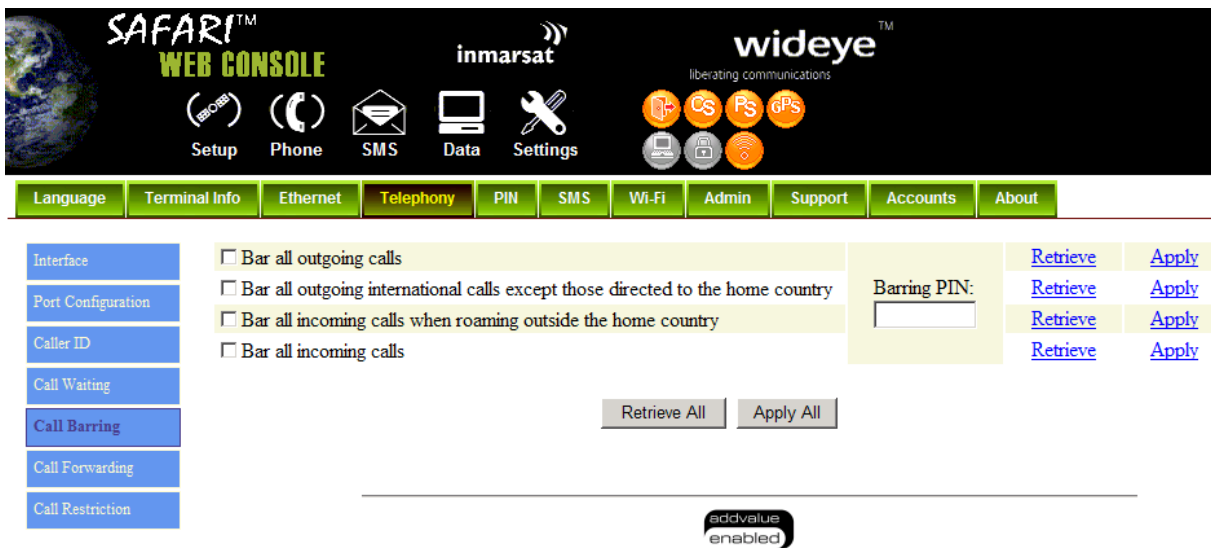 SAFARI™
WEB CONSOLE
inmarsat
wideye™
liberating communications
CS PS GPS
Setup Phone SMS Data Settings
Language Terminal Info Ethernet Telephony PIN SMS Wi-Fi Admin Support Accounts About
Interface
Port Configuration
Caller ID
Call Waiting
Call Barring
Call Forwarding
Call Restriction
Bar all outgoing calls Retrieve Apply
Bar all outgoing international calls except those directed to the home country Barring PIN: Retrieve Apply
Bar all incoming calls when roaming outside the home country Retrieve Apply
Bar all incoming calls Retrieve Apply
Retrieve All Apply All
addvalue
enabled